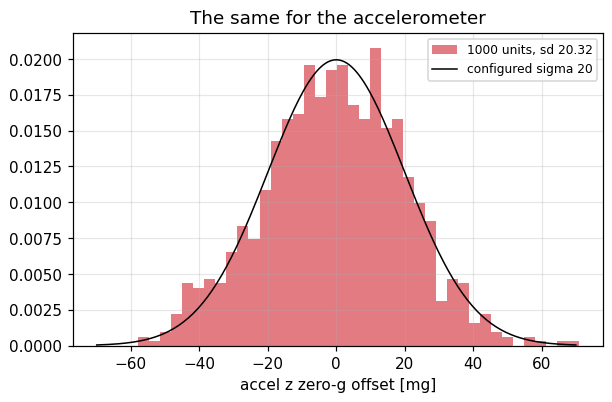 The same for the accelerometer
1000 units, sd 20.32
configured sigma 20
0.0200
0.0175
0.0150
0.0125
0.0100
0.0075
0.0050
0.0025
0.0000
−60 −40 −20 0 20 40 60
accel z zero-g offset [mg]